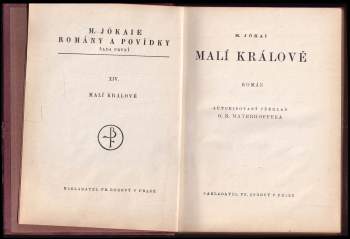 M. JÓKAIE
ROMÁNY A POVÍDKY
ŘADA PRVNÍ
XIV.
MALÍ KRÁLOVÉ
NAKLADATEL FR. BOROVÝ V PRAZE
M. JÓKAI
MALÍ KRÁLOVÉ
ROMÁN
AUTORISOVANÝ PŘEKLAD
G. N. MAYERHOFFERA
NAKLADATEL FR. BOROVÝ V PRAZE